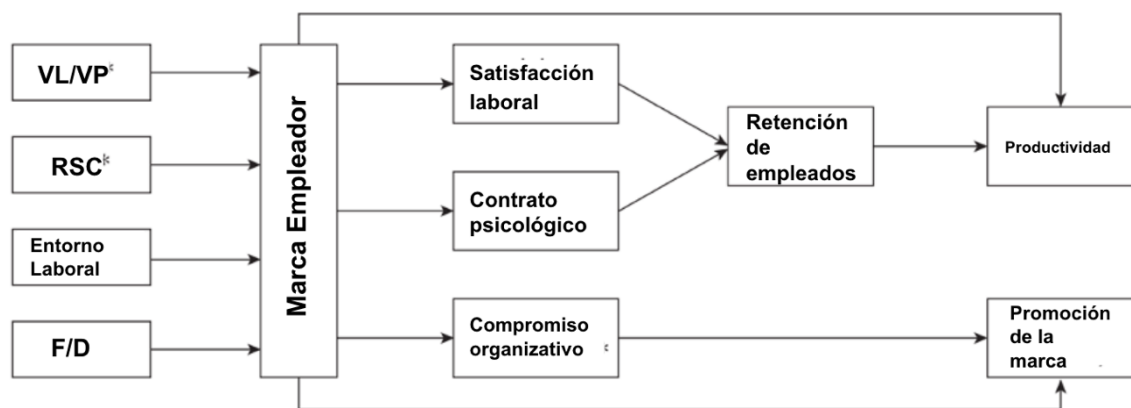 VL/VP
RSC
Entorno
Laboral
F/D
Marca Empleador
Satisfacción
laboral
Contrato
psicológico
Compromiso
organizativo
Retención
de
empleados
Productividad
Promoción
de la
marca